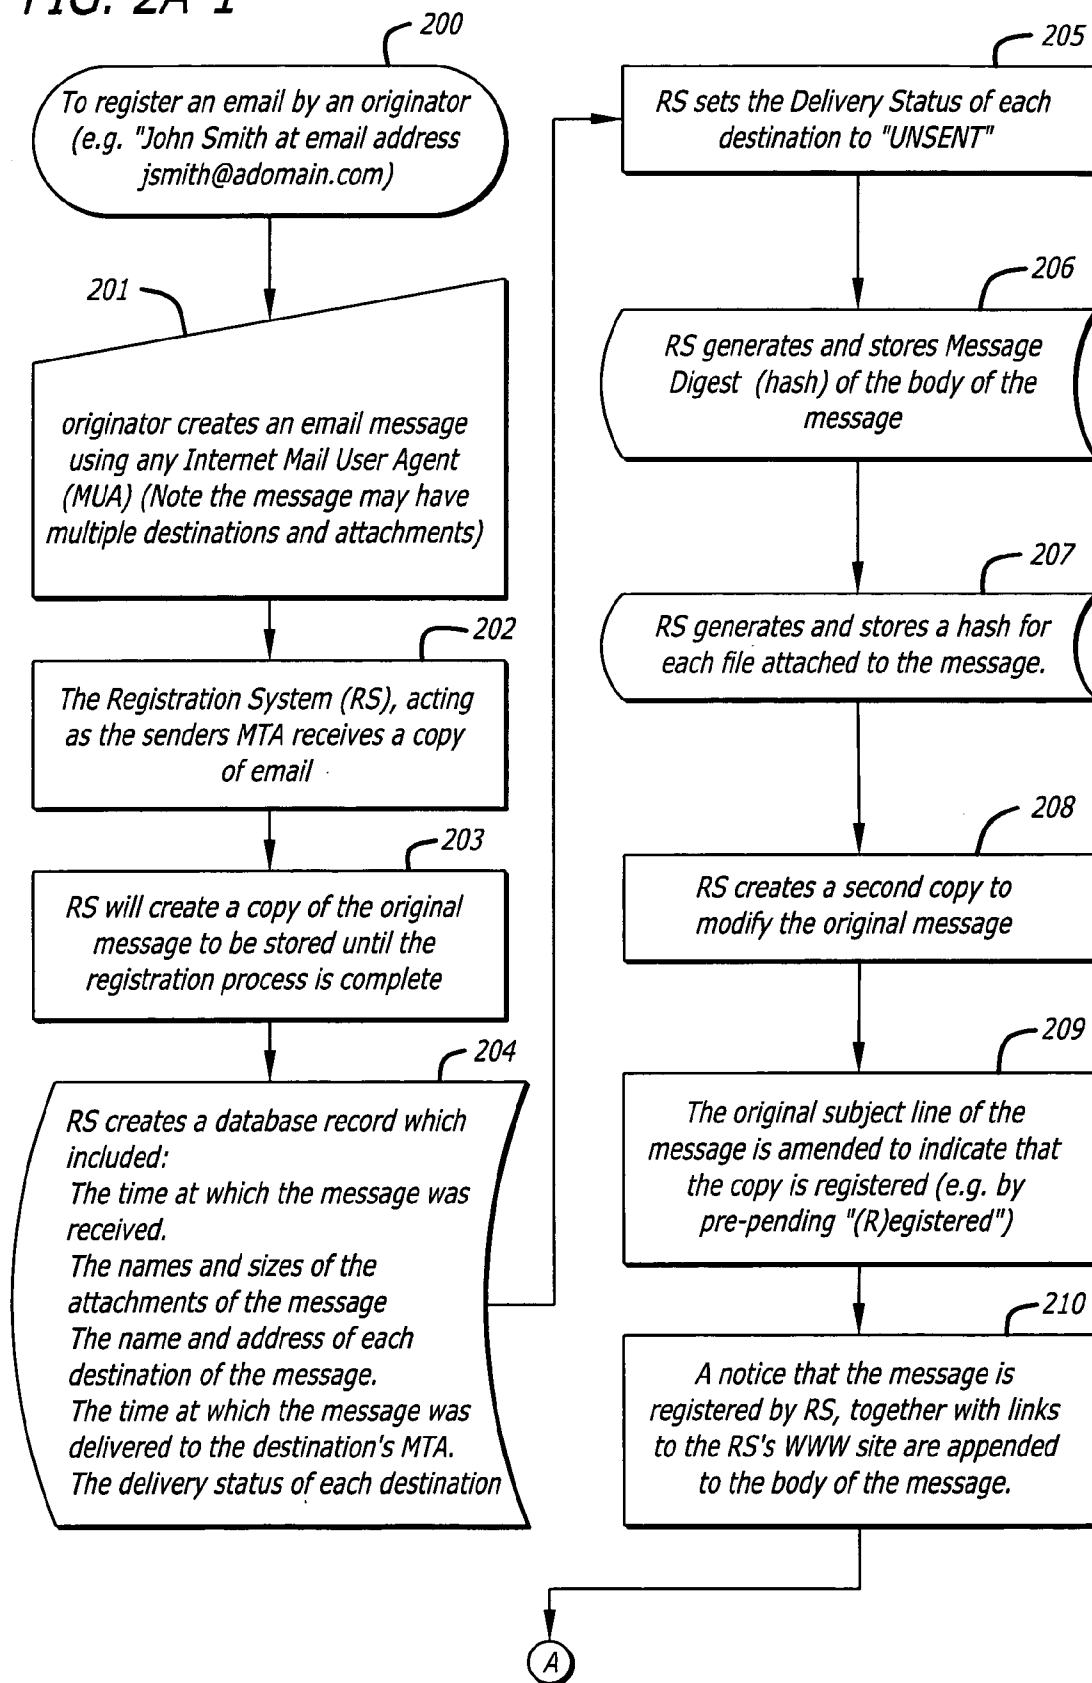 FIG. 2A-1
200
To register an email by an originator
(e.g. "John Smith at email address
jsmith@adomain.com)
201
originator creates an email message
using any Internet Mail User Agent
(MUA) (Note the message may have
multiple destinations and attachments)
202
The Registration System (RS), acting
as the senders MTA receives a copy
of email
203
RS will create a copy of the original
message to be stored until the
registration process is complete
204
RS creates a database record which
included:
The time at which the message was
received.
The names and sizes of the
attachments of the message
The name and address of each
destination of the message.
The time at which the message was
delivered to the destination's MTA.
The delivery status of each destination
205
RS sets the Delivery Status of each
destination to "UNSENT"
206
RS generates and stores Message
Digest (hash) of the body of the
message
207
RS generates and stores a hash for
each file attached to the message.
208
RS creates a second copy to
modify the original message
209
The original subject line of the
message is amended to indicate that
the copy is registered (e.g. by
pre-pending "(R)egistered")
210
A notice that the message is
registered by RS, together with links
to the RS's WWW site are appended
to the body of the message.
A